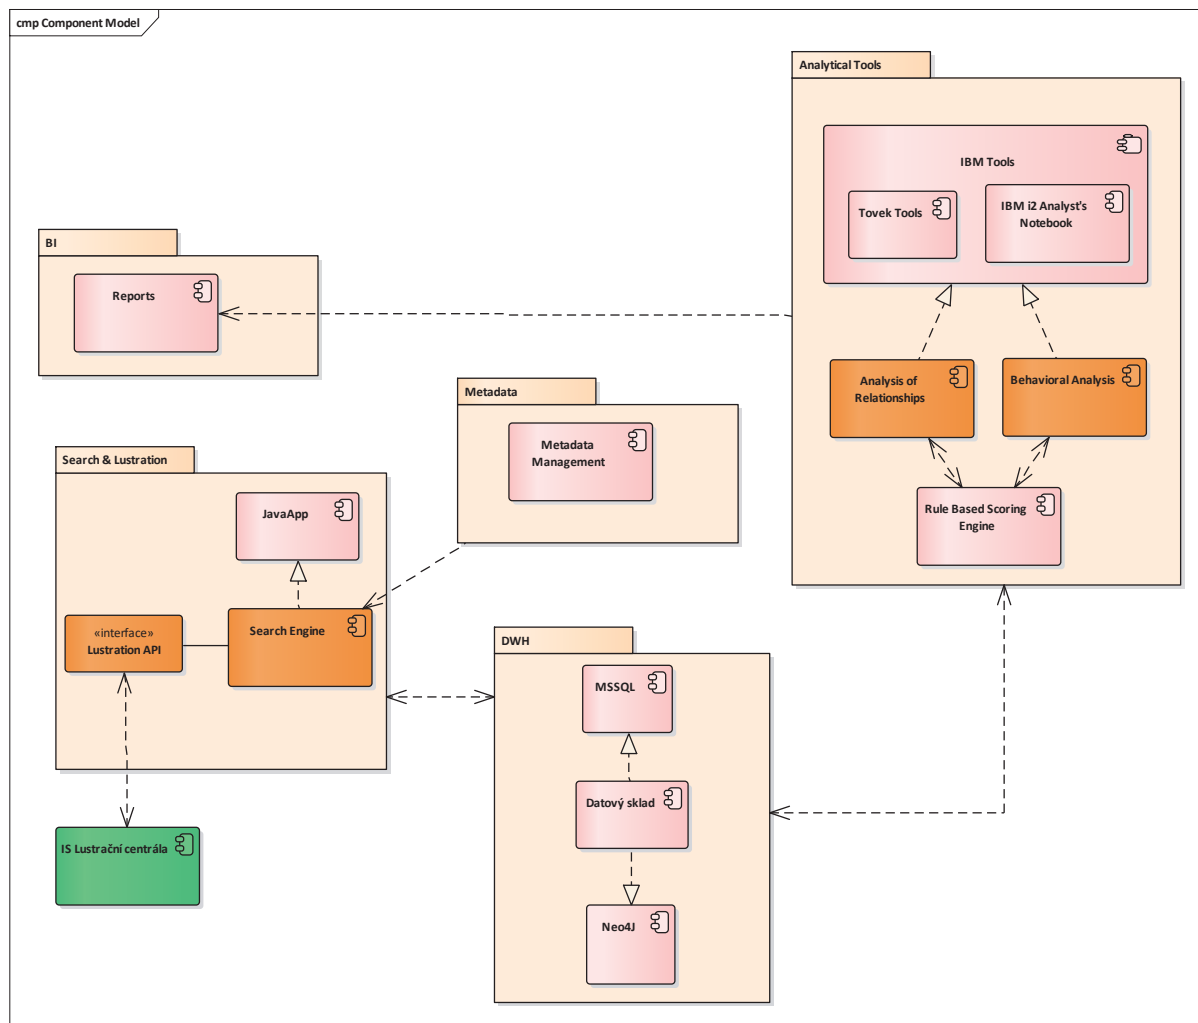 cmp Component Model
Analytical Tools
IBM Tools
Tovek Tools
IBM i2 Analyst's
Notebook
BI
Reports
Analysis of
Relationships
Behavioral Analysis
Metadata
Metadata
Management
Search & Lustration
JavaApp
Rule Based Scoring
Engine
«interface»
Lustration API
Search Engine
DWH
MSSQL
Datový sklad
IS Lustrační centrála
Neo4J